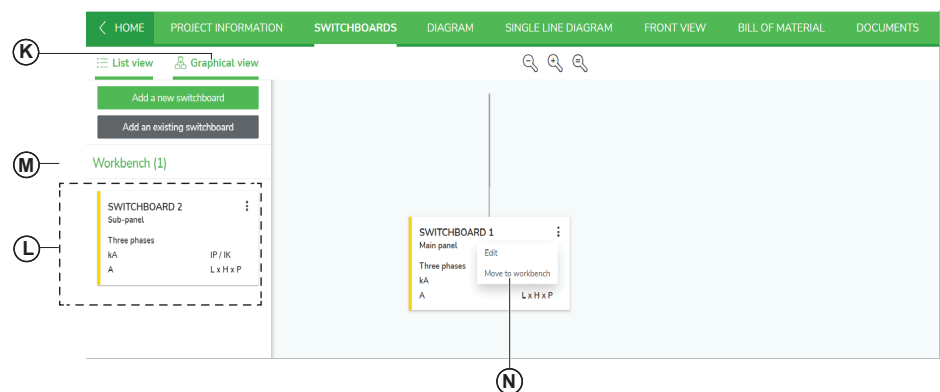 HOME PROJECT INFORMATION SWITCHBOARDS DIAGRAM SINGLE LINE DIAGRAM FRONT VIEW BILL OF MATERIAL DOCUMENTS
K
List view Graphical view
Add a new switchboard
Add an existing switchboard
M
Workbench (1)
L
SWITCHBOARD 2
Sub-panel
Three phases
kA IP / IK
A L x H x P
SWITCHBOARD 1
Main panel
Edit
Three phases
Move to workbench
kA
A L x H x P
N